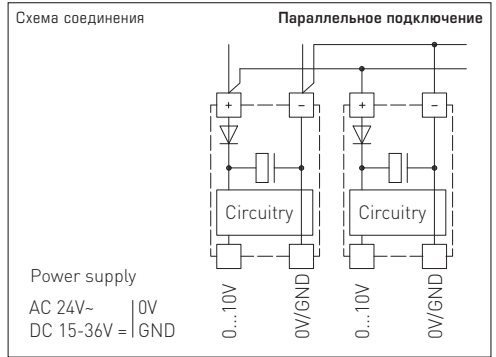 Схема соединения
Параллельное подключение
+
−
+
−
Circuitry
Circuitry
Power supply
AC 24V~ | 0V
DC 15-36V = | GND
0...10V
0V/GND
0...10V
0V/GND